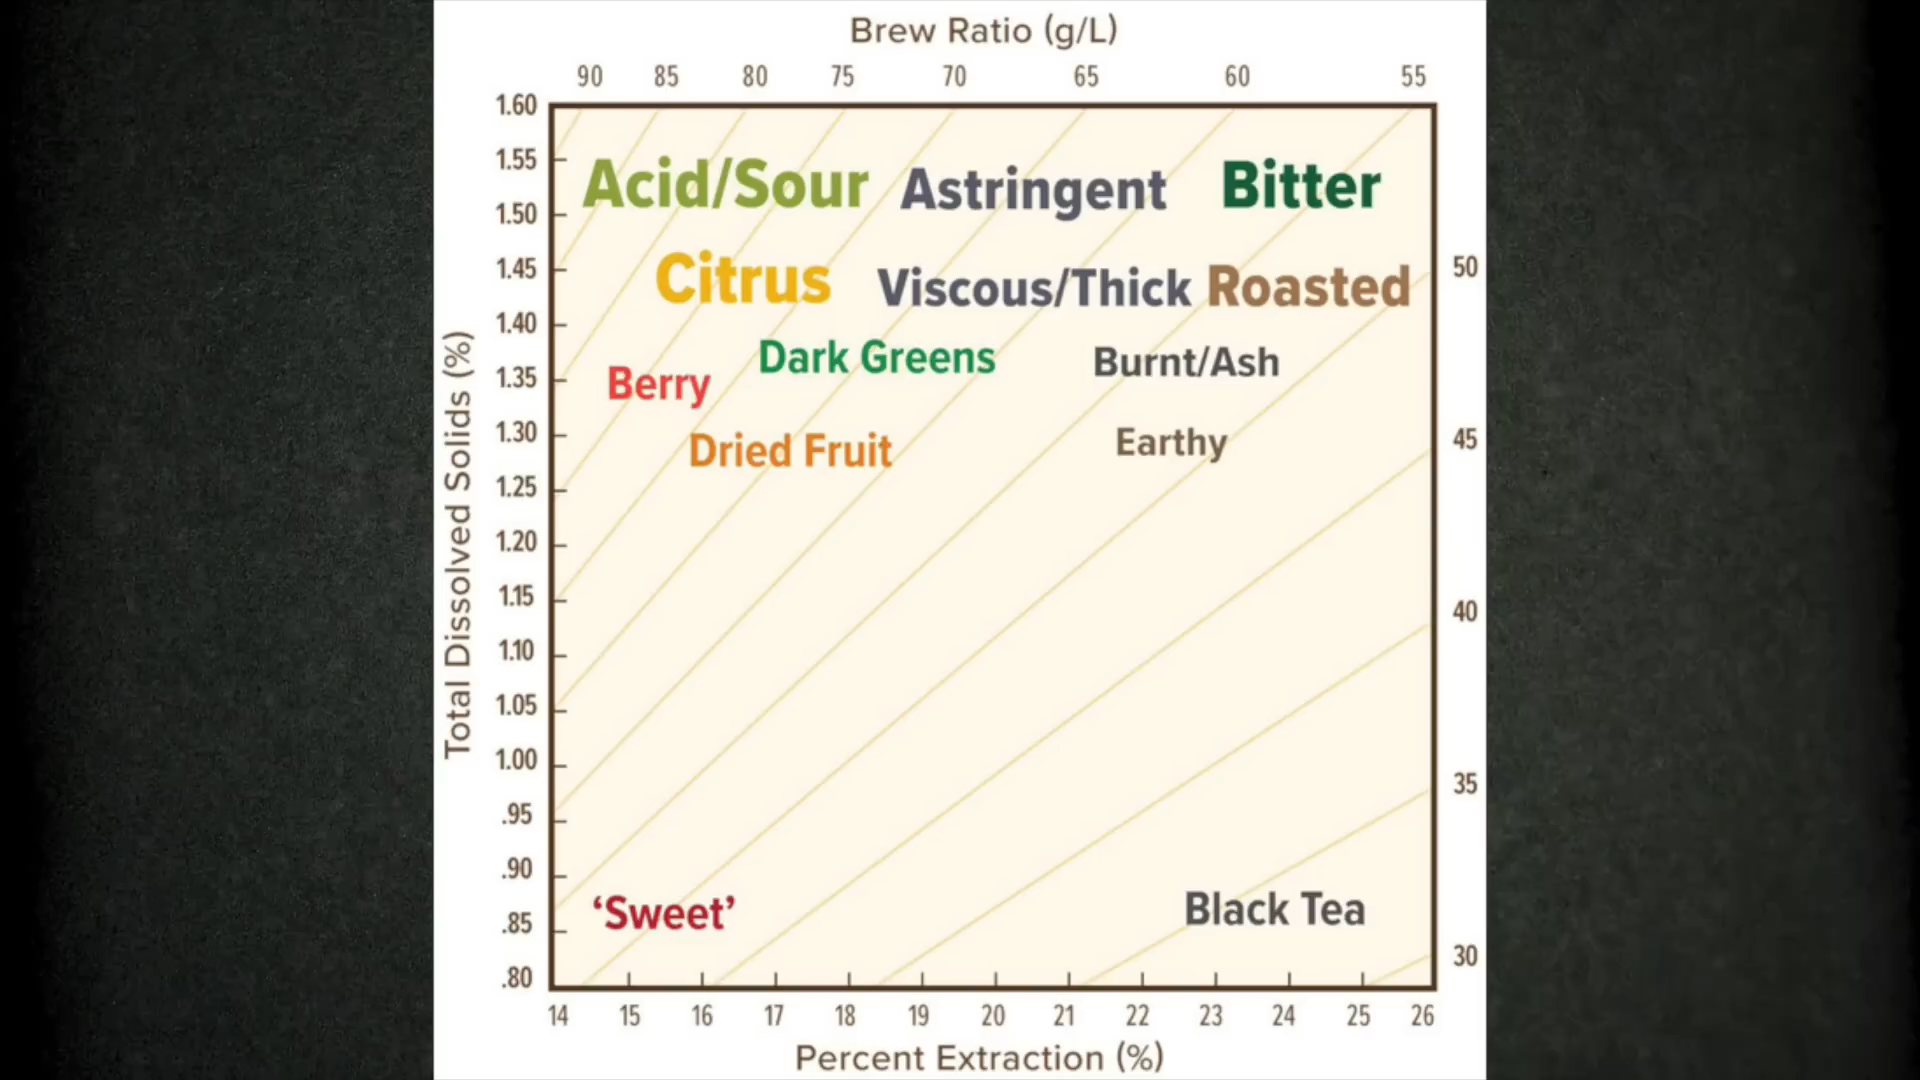 Brew Ratio (g/L)
90 85 80 75 70 65 60 55
1.60
1.55
Acid/Sour Astringent Bitter
1.50
1.45
50
Citrus Viscous/Thick Roasted
1.40
Dark Greens Burnt/Ash
1.35
Berry
1.30
45
Dried Fruit Earthy
1.25
1.20
1.15
40
1.10
1.05
1.00
35
.95
.90
‘Sweet’ Black Tea
.85
30
.80
Total Dissolved Solids (%)
14 15 16 17 18 19 20 21 22 23 24 25 26
Percent Extraction (%)